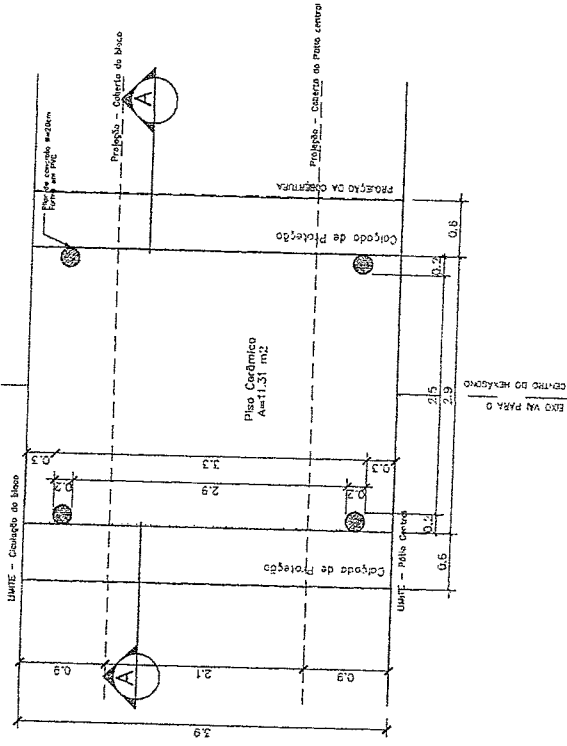 Projeção - Coberta do bloco
Projeção - Coberta do Pátio central
Pilar de concreto ø=20cm
Forma em PVC
A
PROJEÇÃO DA COBERTURA
Calçada de Proteção
0.6
0.2
Piso Cerâmico
A=11.31 m2
2.5
2.9
EIXO VAI PARA O
CENTRO DO HEXÁGONO
0.3
3.3
0.3
0.2
2.9
0.2
LIMITE - Circulação do bloco
LIMITE - Pátio Central
0.2
Calçada de Proteção
0.6
A
0.9
2.1
0.9
3.9